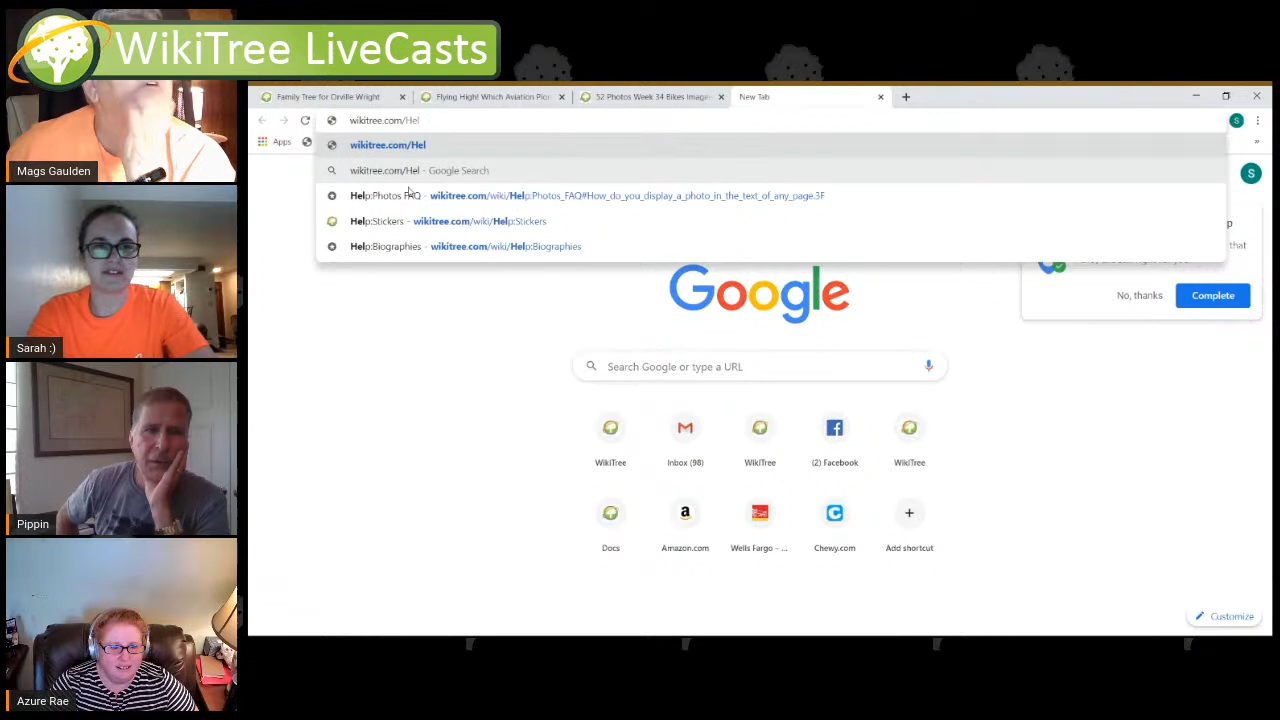 WikiTree LiveCasts
Mags Gaulden
Sarah :)
Pippin
Azure Rae
Family Tree for Orville Wright
Flying High! Which Aviation Pior
52 Photos Week 34 Bikes Image
New Tab
wikitree.com/Hel
Apps
wikitree.com/Hel
wikitree.com/Hel - Google Search
Help:Photos FAQ - wikitree.com/wiki/Help:Photos_FAQ#How_do_you_display_a_photo_in_the_text_of_any_page.3F
Help:Stickers - wikitree.com/wiki/Help:Stickers
Help:Biographies - wikitree.com/wiki/Help:Biographies
S
S
p
that
No, thanks
Complete
Google
Search Google or type a URL
WikiTree
Inbox (98)
WikiTree
(2) Facebook
WikiTree
Docs
Amazon.com
Wells Fargo – ...
Chewy.com
Add shortcut
Customize